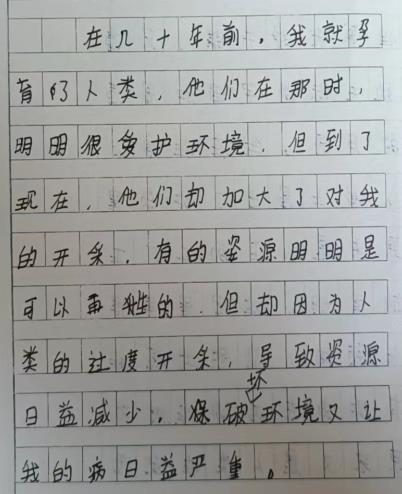 在几十年前，我就孕
育的人类，他们在那时，
明明很爱护环境，但到了
现在，他们却加大了对我
的开采，有的姿源明明是
可以再牲的，但却因为人
类的过度开采，导致资源
日益减少，保破坏环境又让
我的病日益严重。